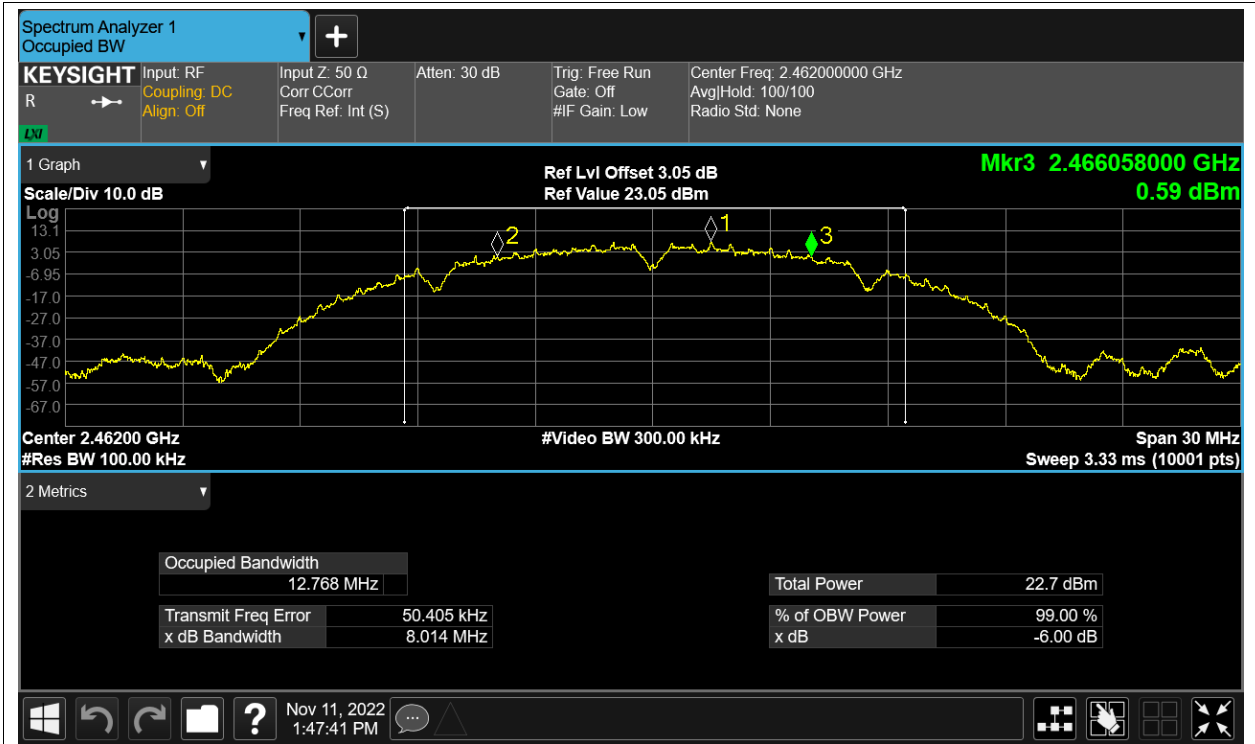 Spectrum Analyzer 1
Occupied BW
+
KEYSIGHT
R
LXI
Input: RF
Coupling: DC
Align: Off
Input Z: 50 Ω
Corr CCorr
Freq Ref: Int (S)
Atten: 30 dB
Trig: Free Run
Gate: Off
#IF Gain: Low
Center Freq: 2.462000000 GHz
Avg|Hold: 100/100
Radio Std: None
1 Graph
Scale/Div 10.0 dB
Ref Lvl Offset 3.05 dB
Ref Value 23.05 dBm
Mkr3 2.466058000 GHz
0.59 dBm
Log
13.1
3.05
-6.95
-17.0
-27.0
-37.0
-47.0
-57.0
-67.0
2
1
3
Center 2.46200 GHz
#Res BW 100.00 kHz
#Video BW 300.00 kHz
Span 30 MHz
Sweep 3.33 ms (10001 pts)
2 Metrics
Occupied Bandwidth
12.768 MHz
Transmit Freq Error 50.405 kHz
x dB Bandwidth 8.014 MHz
Total Power 22.7 dBm
% of OBW Power 99.00 %
x dB -6.00 dB
?
Nov 11, 2022
1:47:41 PM